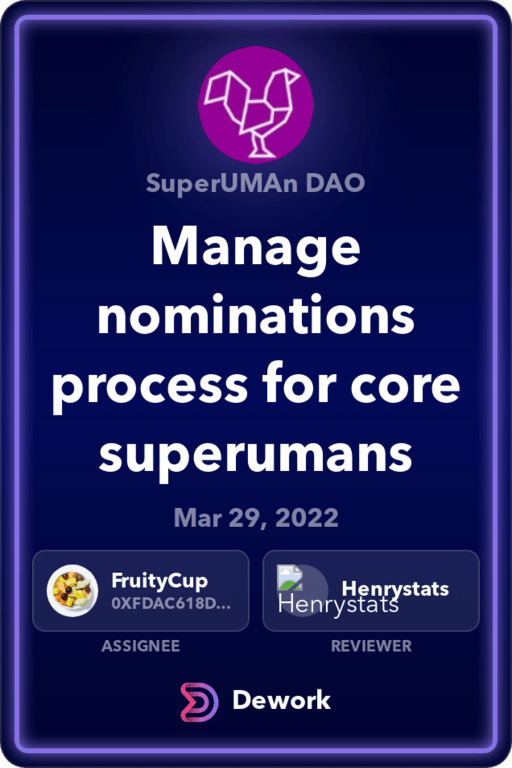 SuperUMAn DAO
Manage
nominations
process for core
superumans
Mar 29, 2022
FruityCup
0XFDAC618D...
ASSIGNEE
Henrystats
Henrystats
REVIEWER
Dework